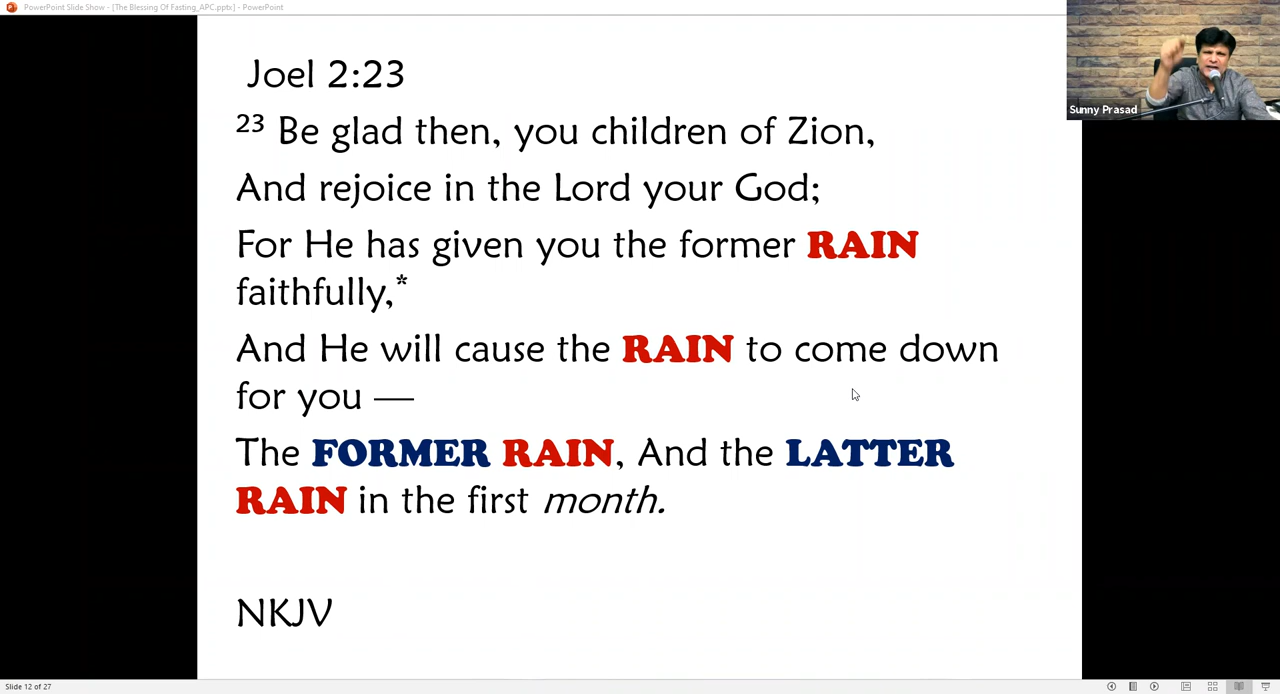 PowerPoint Slide Show - [The Blessing Of Fasting_APC.pptx] - PowerPoint
Sunny Prasad
Joel 2:23
23 Be glad then, you children of Zion,
And rejoice in the Lord your God;
For He has given you the former RAIN
faithfully,*
And He will cause the RAIN to come down
for you —
The FORMER RAIN, And the LATTER
RAIN in the first month.
NKJV
Slide 12 of 27